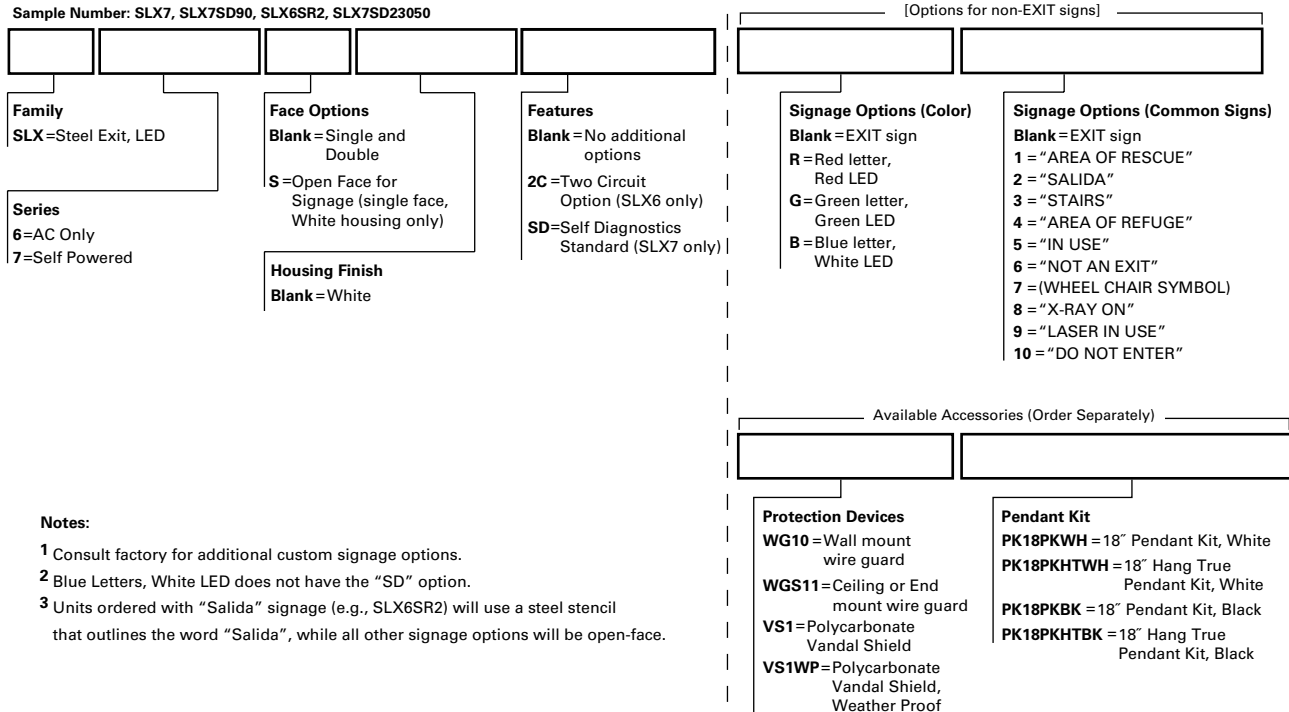 Sample Number: SLX7, SLX7SD90, SLX6SR2, SLX7SD23050
Family
SLX=Steel Exit, LED
Series
6=AC Only
7=Self Powered
Face Options
Blank=Single and
Double
S=Open Face for
Signage (single face,
White housing only)
Housing Finish
Blank=White
Features
Blank=No additional
options
2C=Two Circuit
Option (SLX6 only)
SD=Self Diagnostics
Standard (SLX7 only)
[Options for non-EXIT signs]
Signage Options (Color)
Blank=EXIT sign
R=Red letter,
Red LED
G=Green letter,
Green LED
B=Blue letter,
White LED
Signage Options (Common Signs)
Blank=EXIT sign
1 = “AREA OF RESCUE”
2 = “SALIDA”
3 = “STAIRS”
4 = “AREA OF REFUGE”
5 = “IN USE”
6 = “NOT AN EXIT”
7 =(WHEEL CHAIR SYMBOL)
8 = “X-RAY ON”
9 = “LASER IN USE”
10 = “DO NOT ENTER”
Available Accessories (Order Separately)
Protection Devices
WG10=Wall mount
wire guard
WGS11=Ceiling or End
mount wire guard
VS1=Polycarbonate
Vandal Shield
VS1WP=Polycarbonate
Vandal Shield,
Weather Proof
Pendant Kit
PK18PKWH =18″ Pendant Kit, White
PK18PKHTWH =18″ Hang True
Pendant Kit, White
PK18PKBK =18″ Pendant Kit, Black
PK18PKHTBK =18″ Hang True
Pendant Kit, Black
Notes:
1 Consult factory for additional custom signage options.
2 Blue Letters, White LED does not have the “SD” option.
3 Units ordered with “Salida” signage (e.g., SLX6SR2) will use a steel stencil
that outlines the word “Salida”, while all other signage options will be open-face.